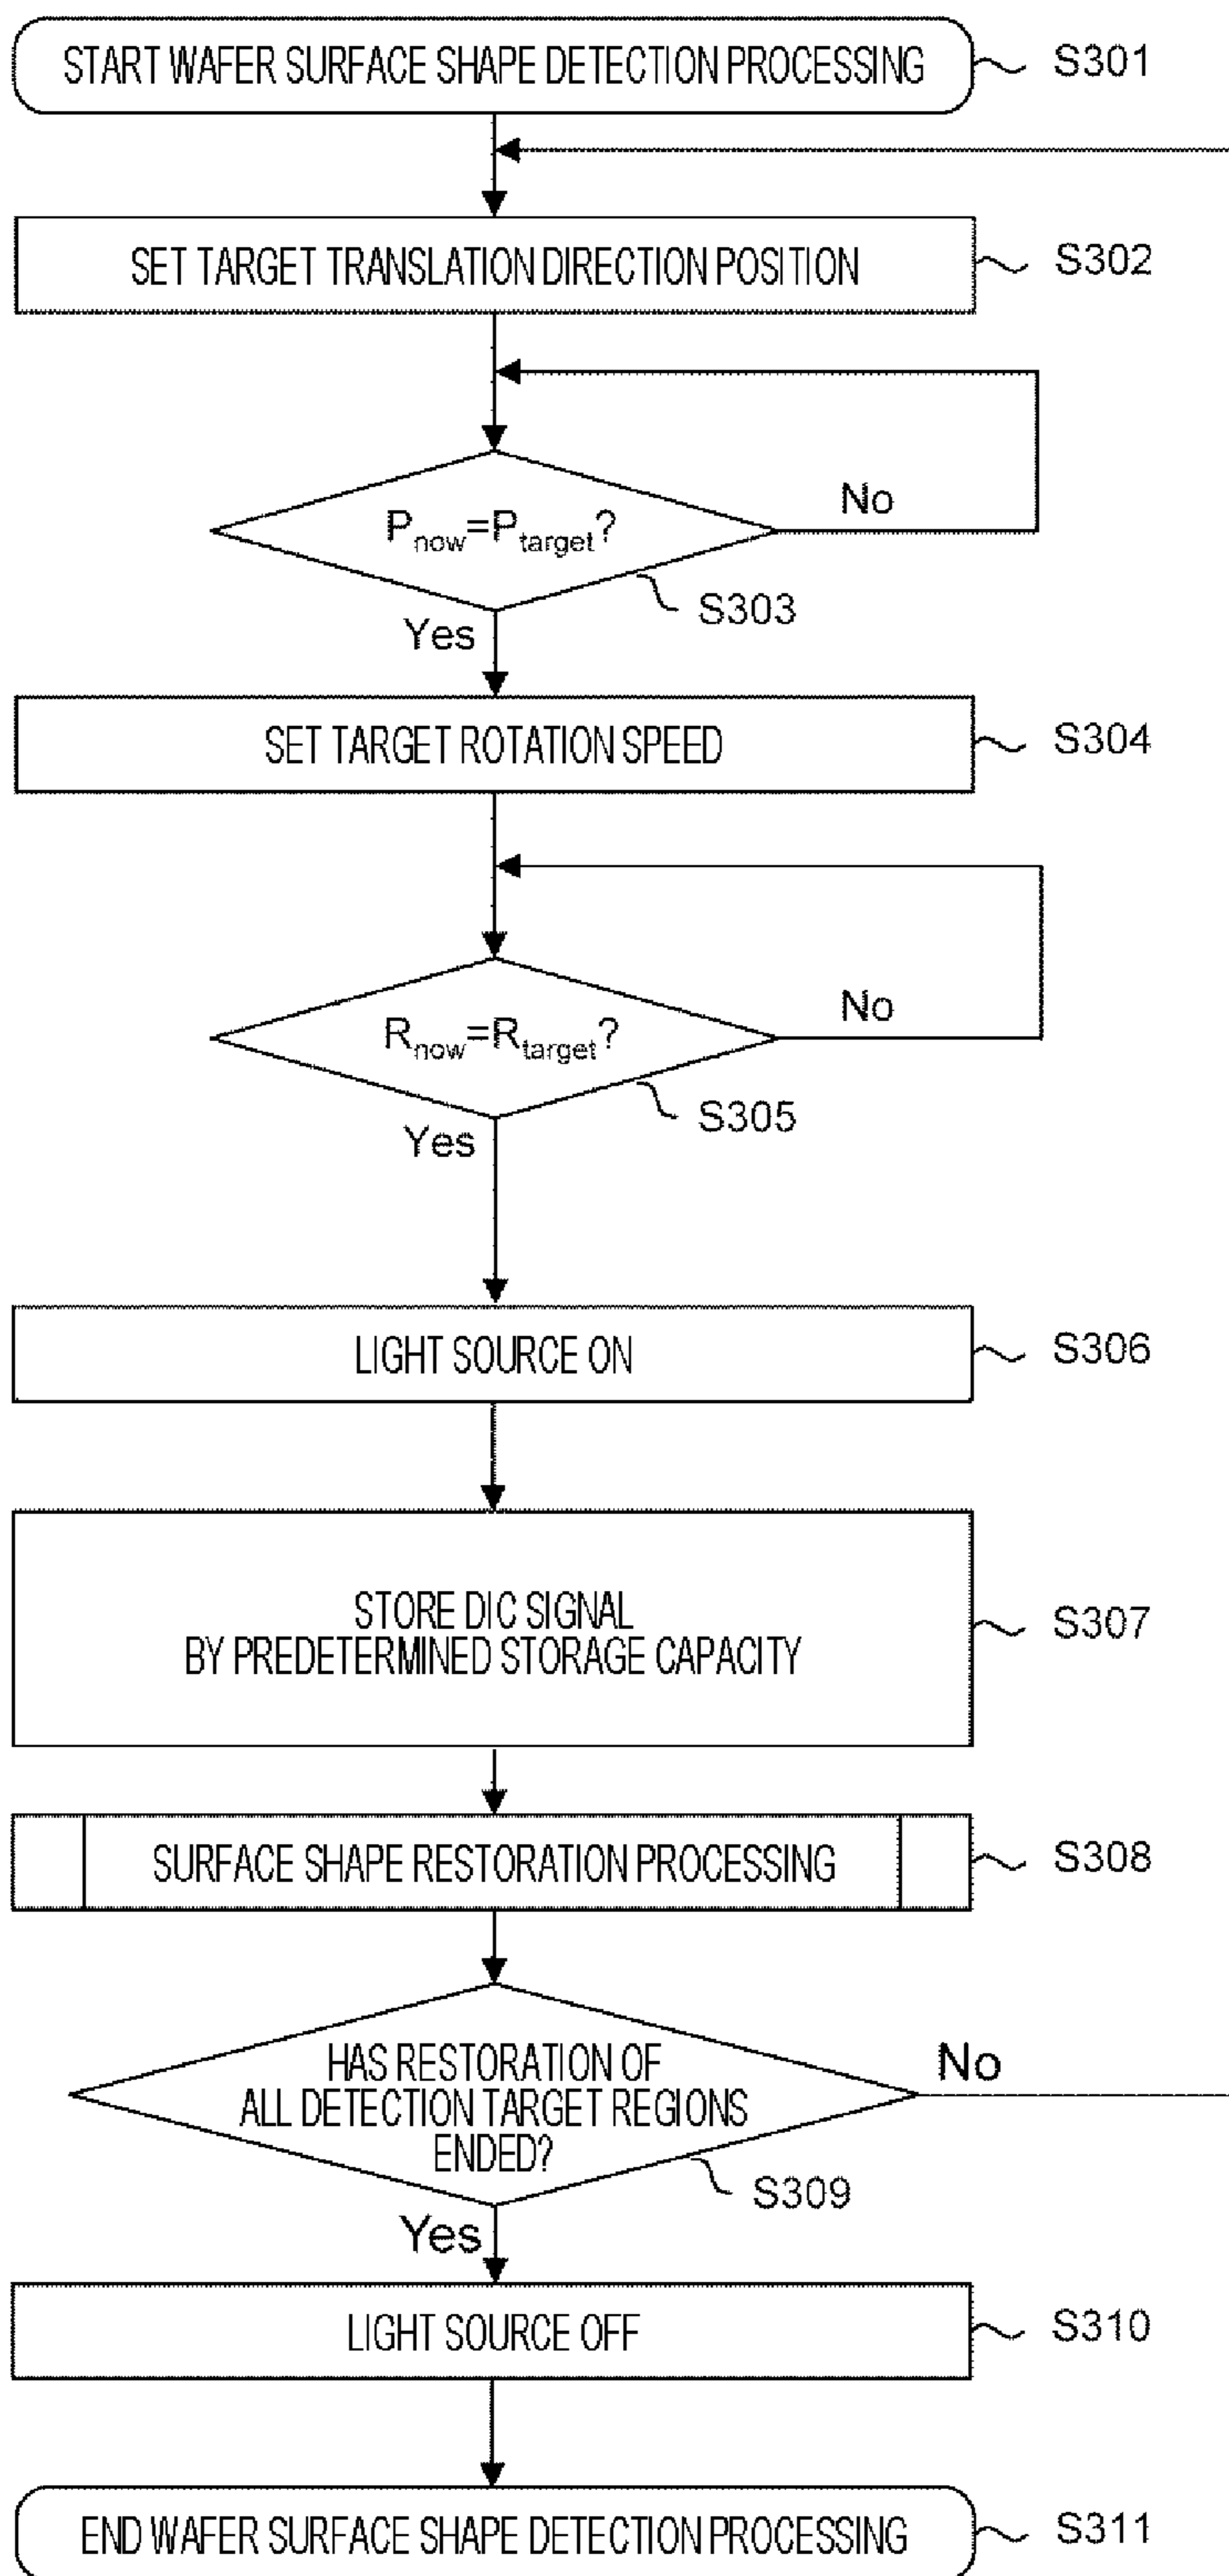 START WAFER SURFACE SHAPE DETECTION PROCESSING
S301
SET TARGET TRANSLATION DIRECTION POSITION
S302
Pnow=Ptarget?
No
S303
Yes
SET TARGET ROTATION SPEED
S304
Rnow=Rtarget?
No
S305
Yes
LIGHT SOURCE ON
S306
STORE DIC SIGNAL
BY PREDETERMINED STORAGE CAPACITY
S307
SURFACE SHAPE RESTORATION PROCESSING
S308
HAS RESTORATION OF
ALL DETECTION TARGET REGIONS
ENDED?
No
S309
Yes
LIGHT SOURCE OFF
S310
END WAFER SURFACE SHAPE DETECTION PROCESSING
S311